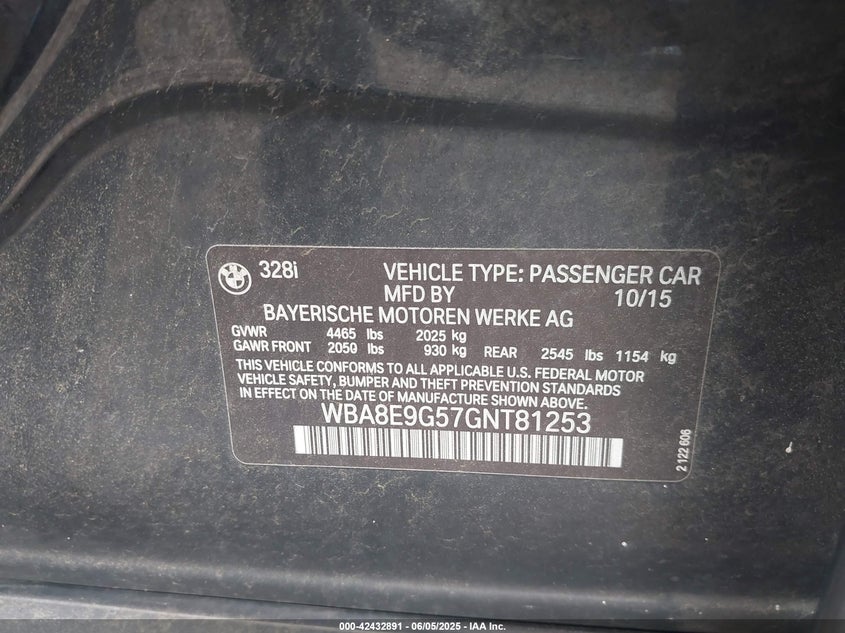 328i VEHICLE TYPE: PASSENGER CAR
MFD BY 10/15
BAYERISCHE MOTOREN WERKE AG
GVWR 4465 lbs 2025 kg
GAWR FRONT 2050 lbs 930 kg REAR 2545 lbs 1154 kg
THIS VEHICLE CONFORMS TO ALL APPLICABLE U.S. FEDERAL MOTOR
VEHICLE SAFETY, BUMPER AND THEFT PREVENTION STANDARDS
IN EFFECT ON THE DATE OF MANUFACTURE SHOWN ABOVE.
WBA8E9G57GNT81253
2 122 606
000-42432891 - 06/05/2025 - IAA Inc.